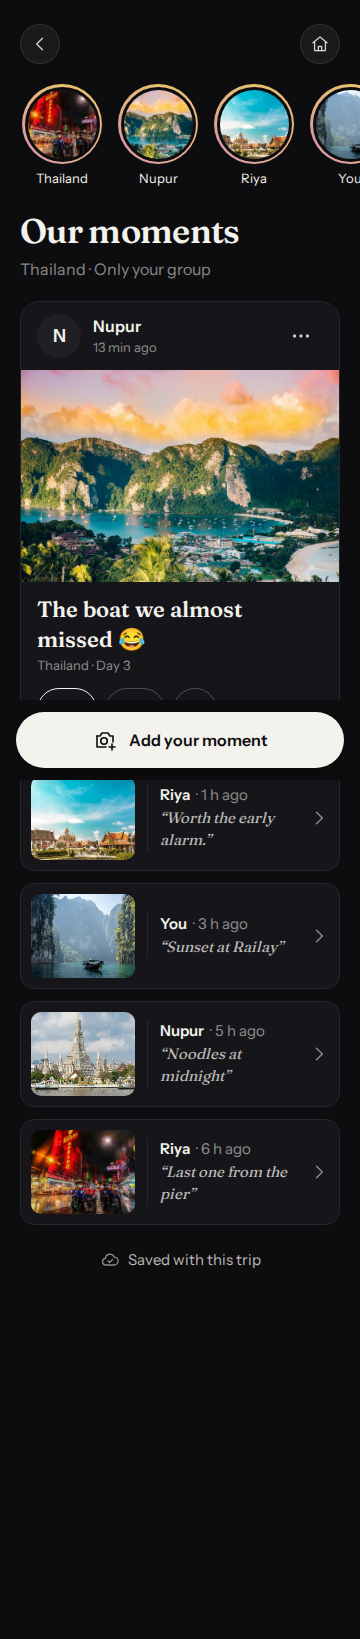 Thailand
Nupur
Riya
You
Our moments
Thailand · Only your group
N
Nupur
13 min ago
The boat we almost
missed 😂
Thailand · Day 3
Add your moment
Riya · 1 h ago
“Worth the early
alarm.”
You · 3 h ago
“Sunset at Railay”
Nupur · 5 h ago
“Noodles at
midnight”
Riya · 6 h ago
“Last one from the
pier”
Saved with this trip